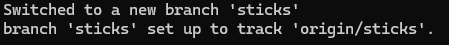 Switched to a new branch 'sticks'
branch 'sticks' set up to track 'origin/sticks'.